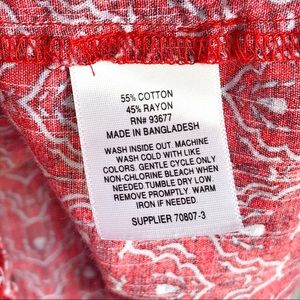 55% COTTON
45% RAYON
RN# 93677
MADE IN BANGLADESH
WASH INSIDE OUT. MACHINE
WASH COLD WITH LIKE
COLORS. GENTLE CYCLE ONLY
NON-CHLORINE BLEACH WHEN
NEEDED TUMBLE DRY LOW.
REMOVE PROMPTLY. WARM
IRON IF NEEDED.
SUPPLIER 70807-3